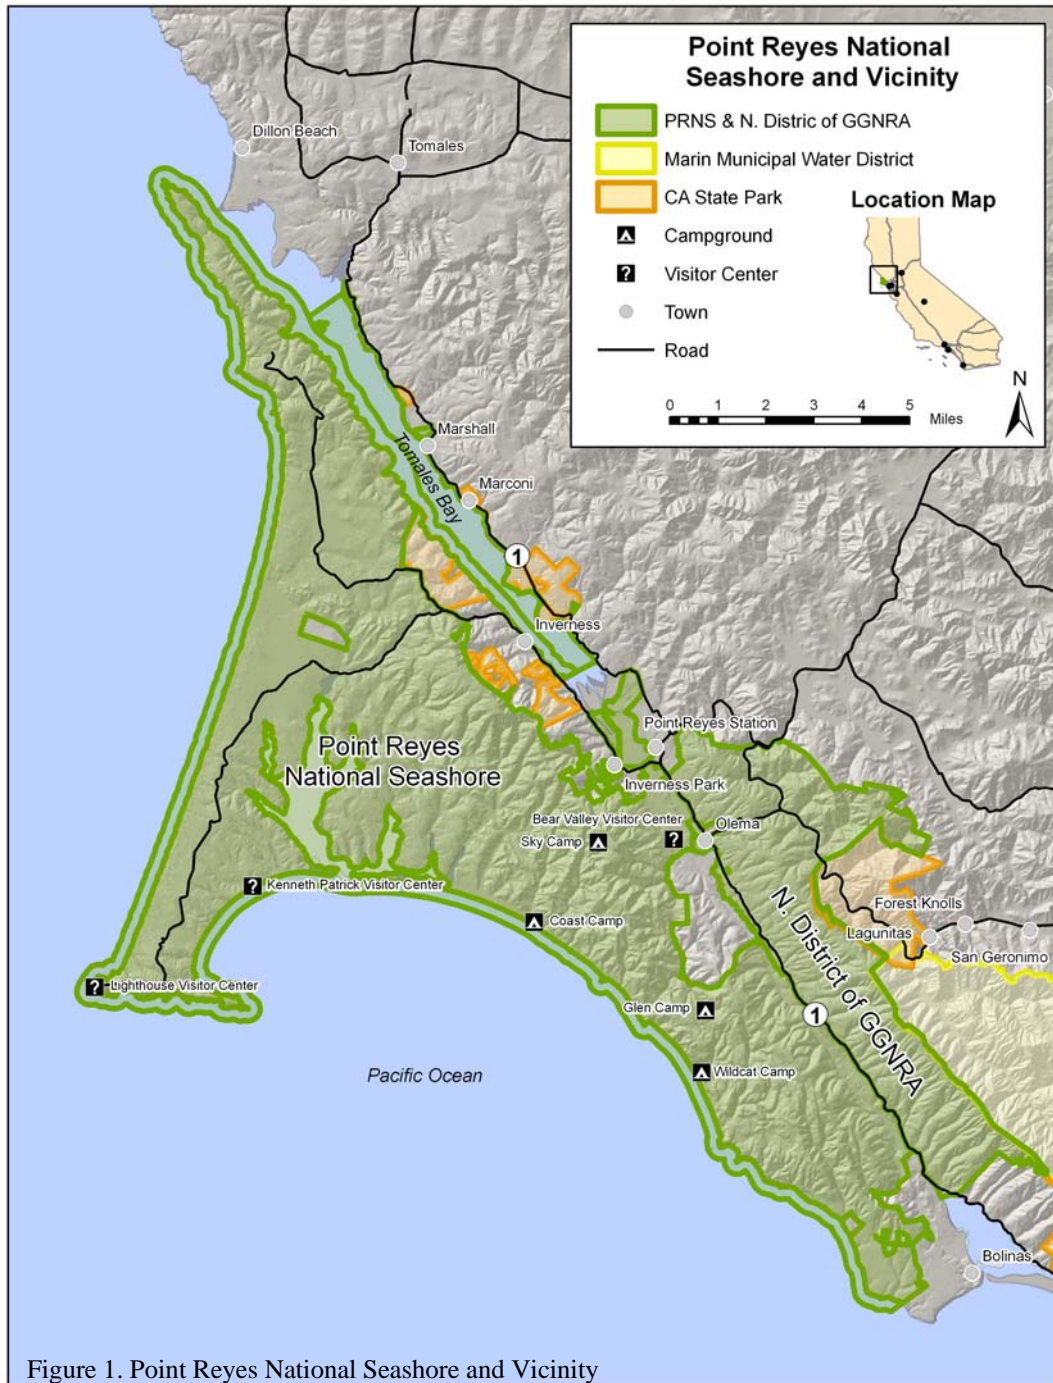 Point Reyes National
Seashore and Vicinity
PRNS & N. Distric of GGNRA
Marin Municipal Water District
CA State Park
Campground
Visitor Center
Town
Road
Location Map
N
0 1 2 3 4 5
Miles
Dillon Beach
Tomales
Marshall
Tomales Bay
Marconi
1
Inverness
Point Reyes Station
Point Reyes
National Seashore
Inverness Park
Bear Valley Visitor Center
Olema
Sky Camp
Kenneth Patrick Visitor Center
Forest Knolls
Coast Camp
Lagunitas
San Geronimo
N. District of GGNRA
Lighthouse Visitor Center
Glen Camp
1
Pacific Ocean
Wildcat Camp
Bolinas
Figure 1. Point Reyes National Seashore and Vicinity